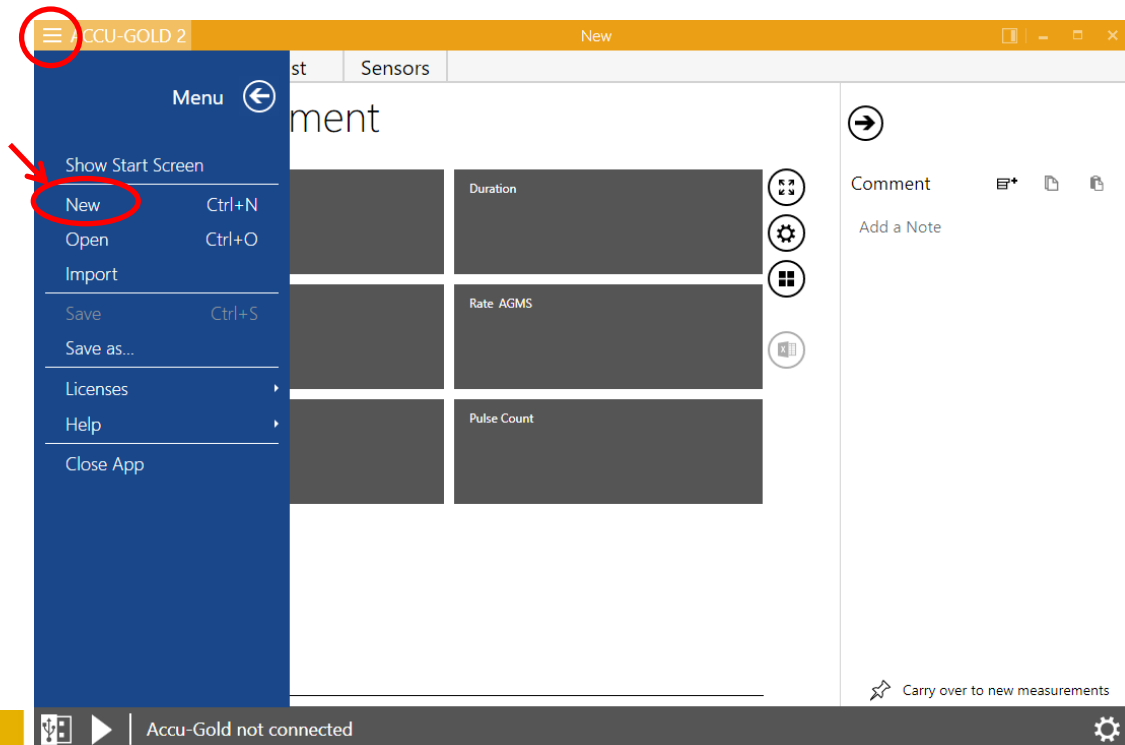 ACCU-GOLD 2
New
st
Sensors
Menu
ment
Show Start Screen
New Ctrl+N
Open Ctrl+O
Import
Save Ctrl+S
Save as...
Licenses
Help
Close App
Duration
Rate AGMS
Pulse Count
Comment
Add a Note
Carry over to new measurements
Accu-Gold not connected